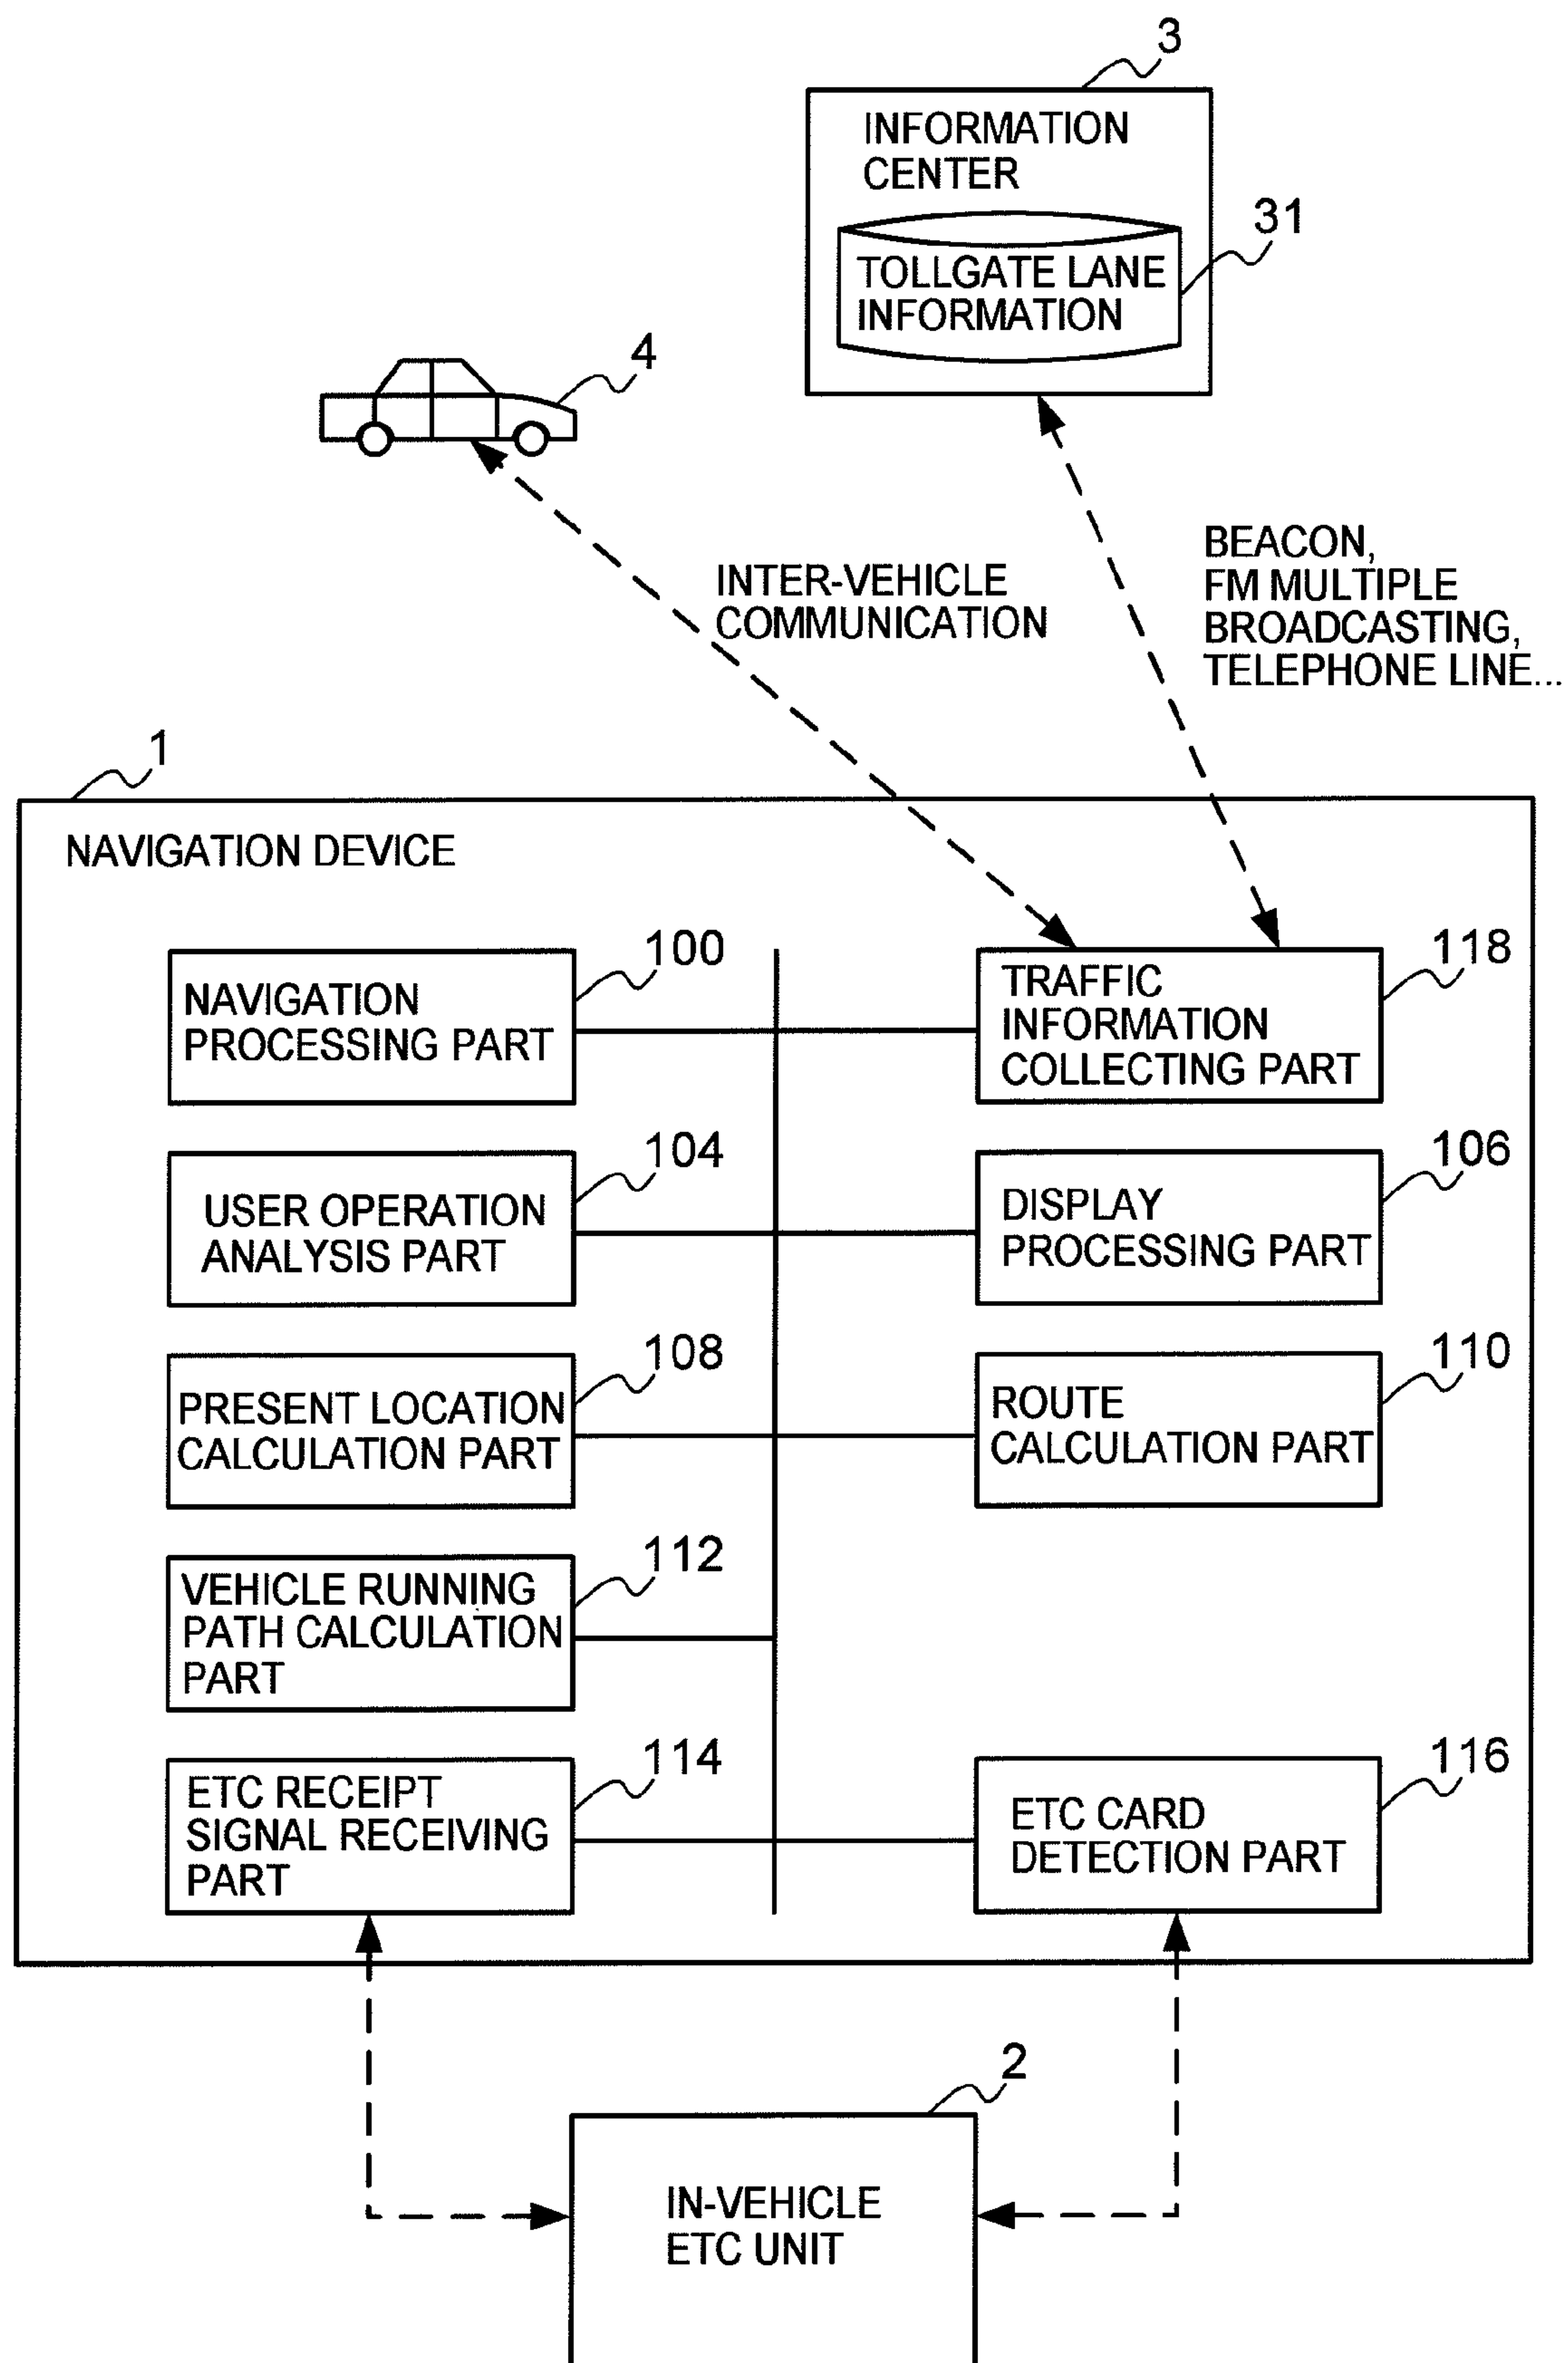 3
INFORMATION
CENTER
31
TOLLGATE LANE
INFORMATION
4
BEACON,
FM MULTIPLE
BROADCASTING,
TELEPHONE LINE...
INTER-VEHICLE
COMMUNICATION
1
NAVIGATION DEVICE
100
NAVIGATION
PROCESSING PART
118
TRAFFIC
INFORMATION
COLLECTING PART
104
USER OPERATION
ANALYSIS PART
106
DISPLAY
PROCESSING PART
108
PRESENT LOCATION
CALCULATION PART
110
ROUTE
CALCULATION PART
112
VEHICLE RUNNING
PATH CALCULATION
PART
114
ETC RECEIPT
SIGNAL RECEIVING
PART
116
ETC CARD
DETECTION PART
2
IN-VEHICLE
ETC UNIT